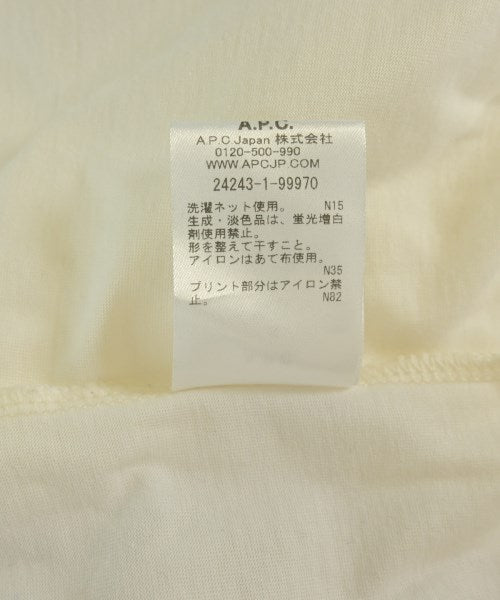 A.P.C.
A.P.C Japan 株式会社
0120-500-990
WWW.APCJP.COM
24243-1-99970
洗濯ネット使用。 N15
生成・淡色品は、蛍光増白
剤使用禁止。
形を整えて干すこと。
アイロンはあて布使用。
N35
プリント部分はアイロン禁
止。 N82